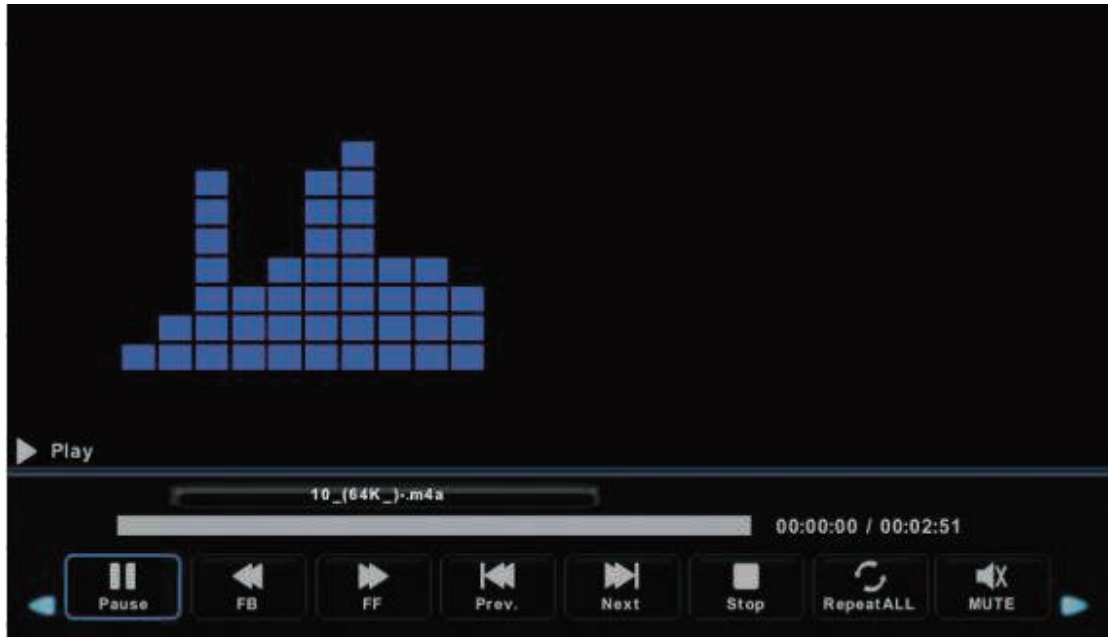 Play
10_(64K_)-.m4a
00:00:00 / 00:02:51
Pause FB FF Prev. Next Stop RepeatALL MUTE